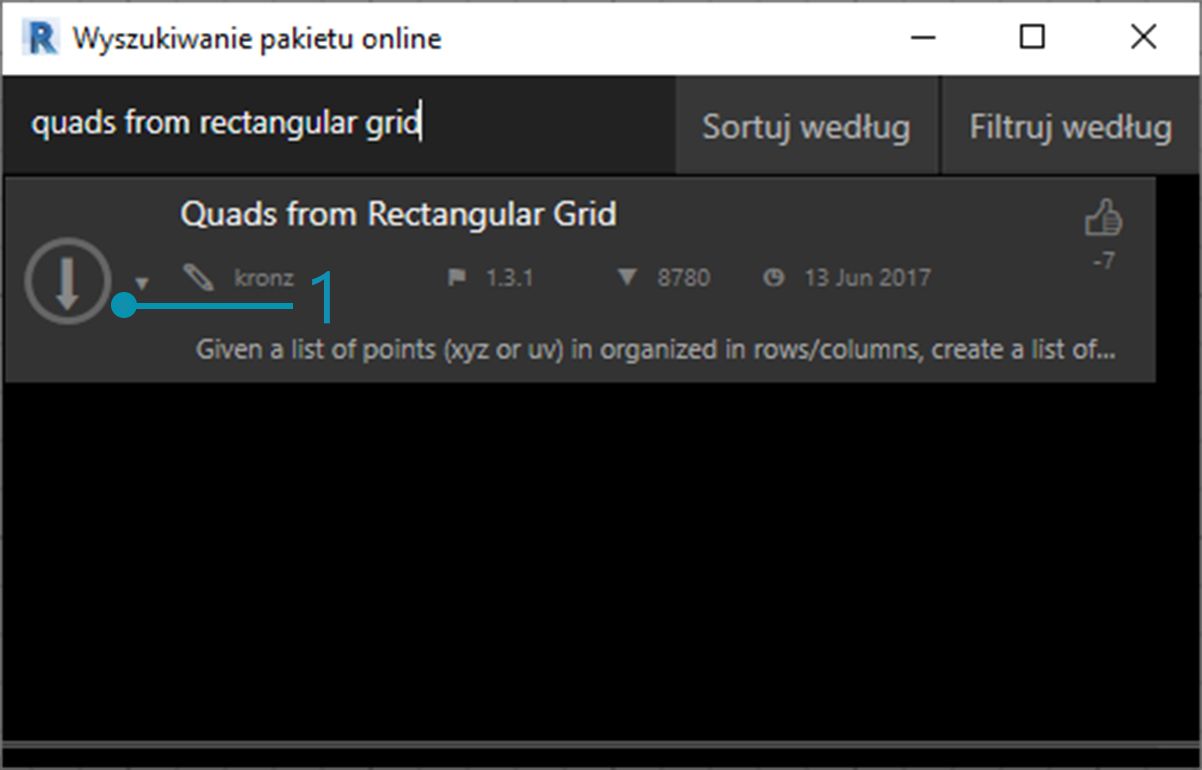 Wyszukiwanie pakietu online
quads from rectangular grid
Sortuj według
Filtruj według
Quads from Rectangular Grid
kronz 1.3.1 8780 13 Jun 2017
-7
1
Given a list of points (xyz or uv) in organized in rows/columns, create a list of...